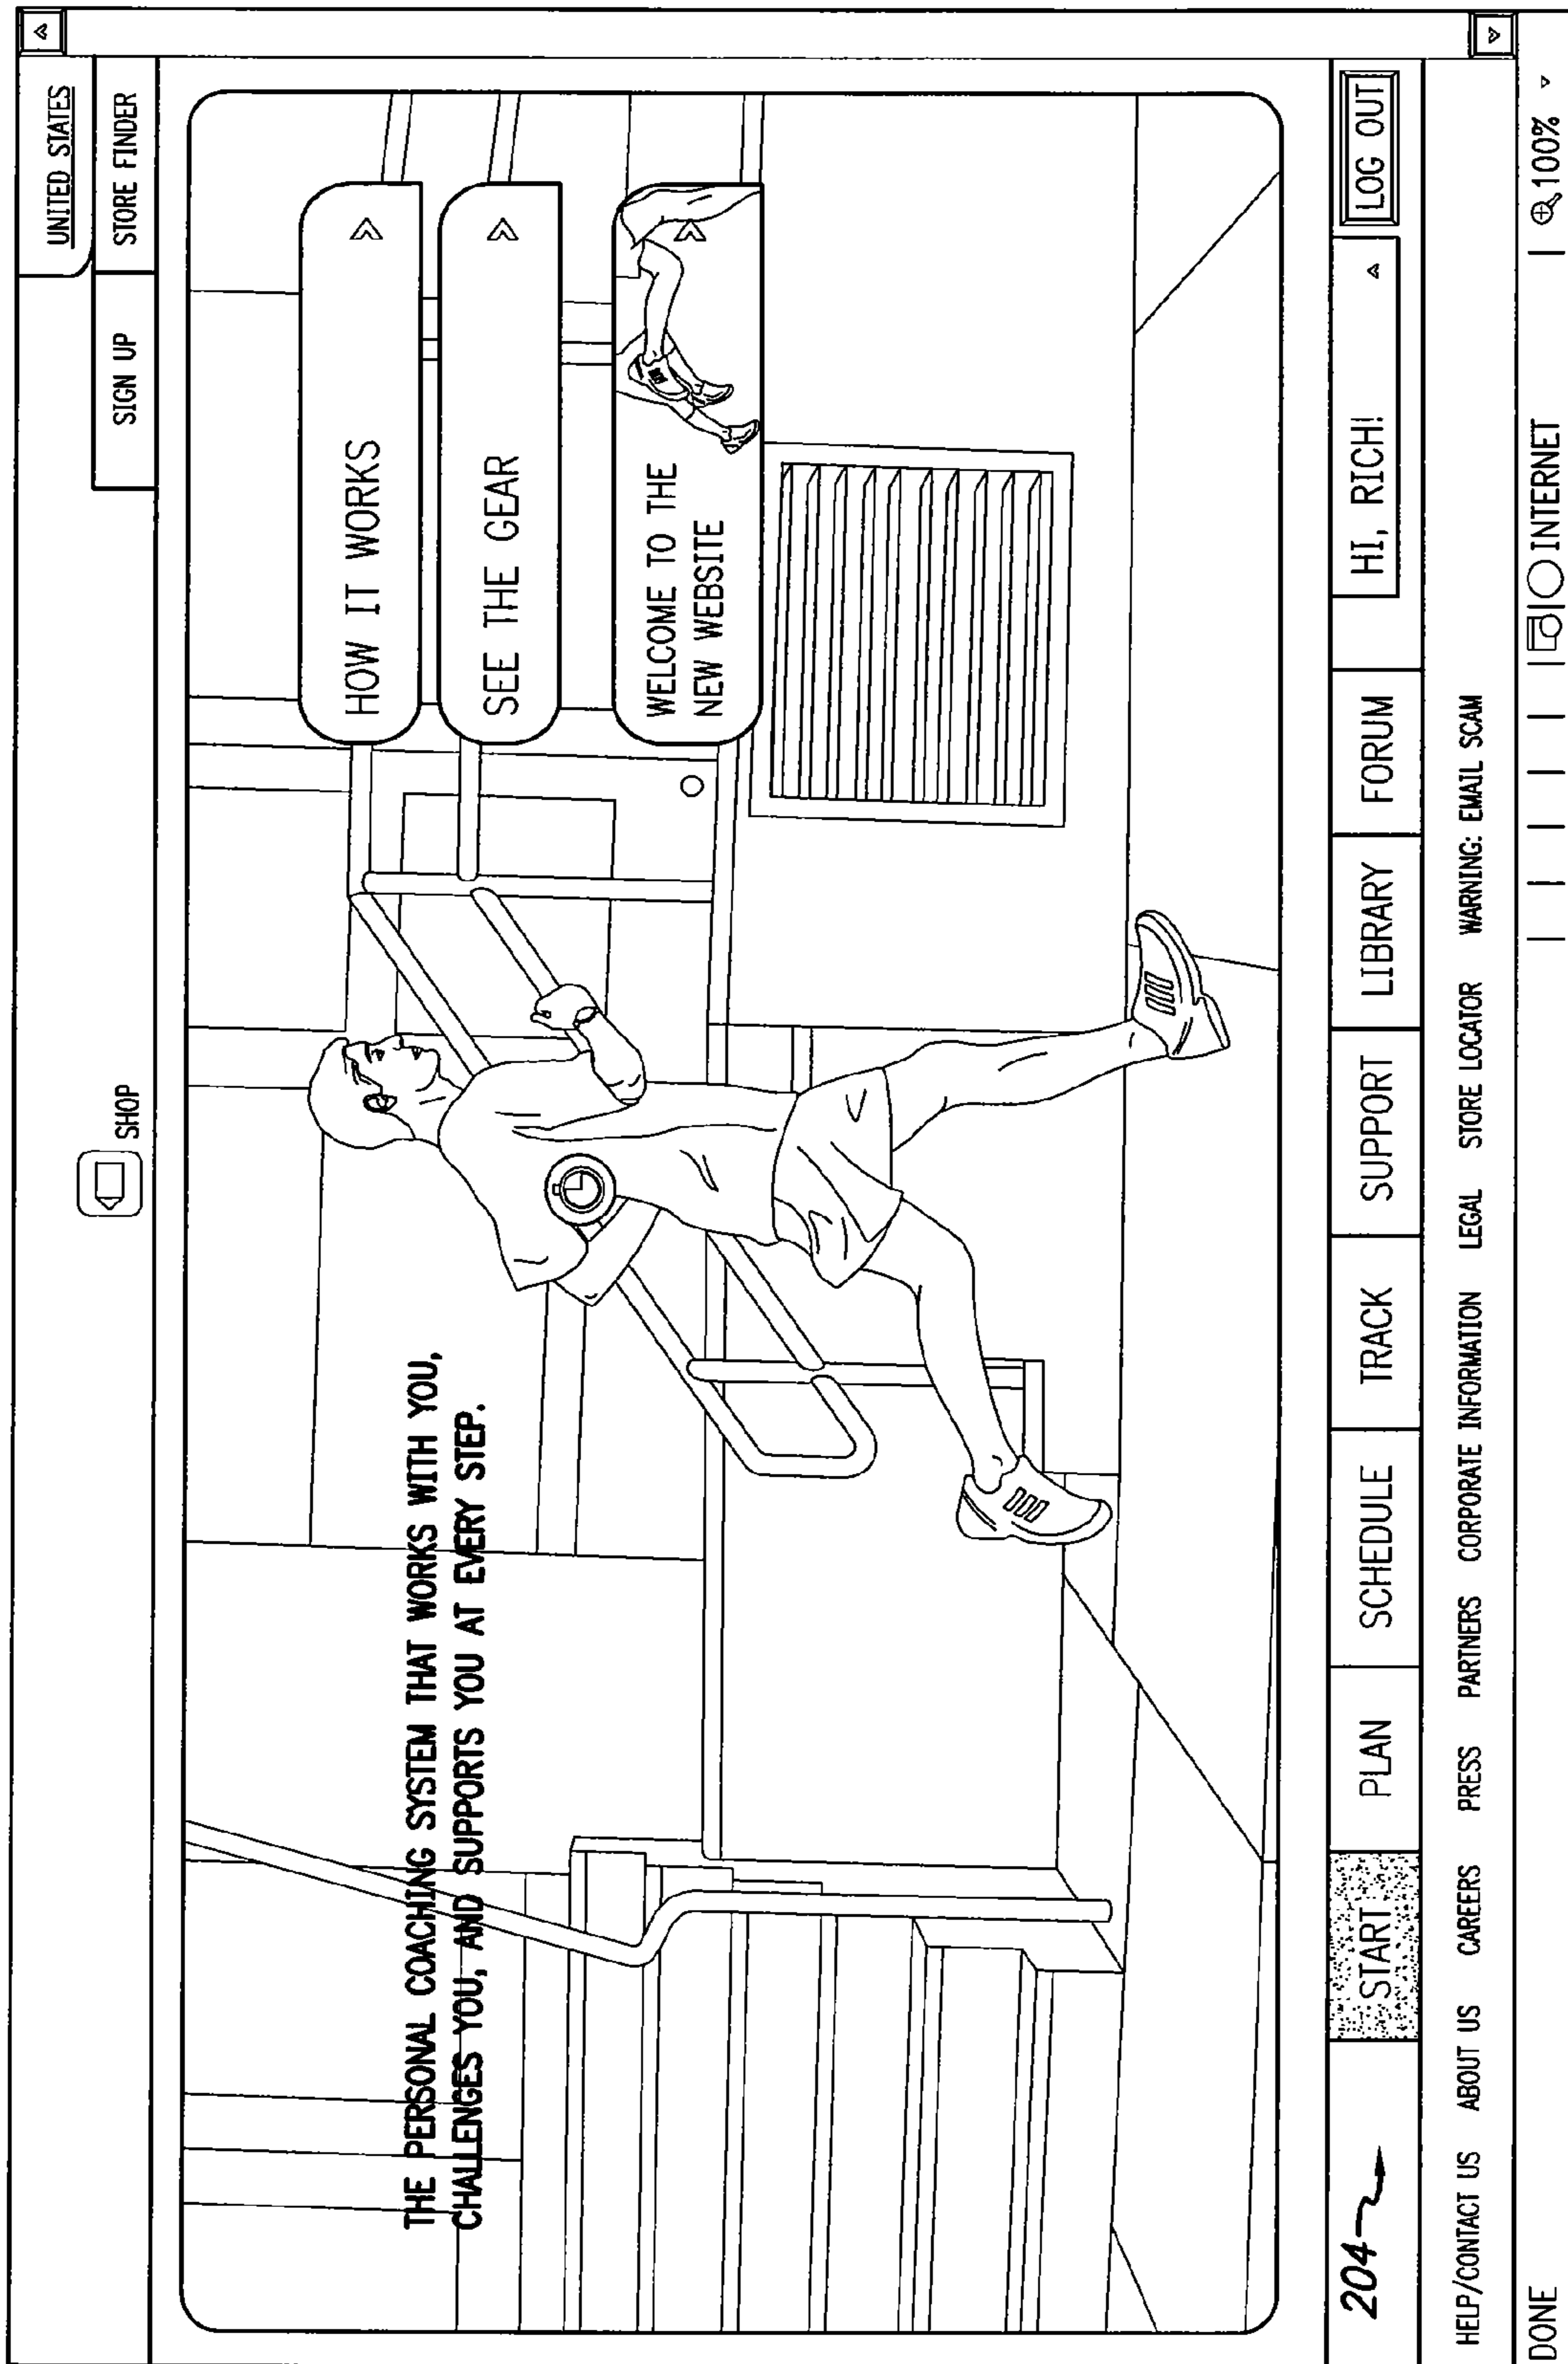 UNITED STATES
SHOP
SIGN UP
STORE FINDER
THE PERSONAL COACHING SYSTEM THAT WORKS WITH YOU,
CHALLENGES YOU, AND SUPPORTS YOU AT EVERY STEP.
HOW IT WORKS
SEE THE GEAR
WELCOME TO THE
NEW WEBSITE
204
START
PLAN
SCHEDULE
TRACK
SUPPORT
LIBRARY
FORUM
HI, RICH!
LOG OUT
HELP/CONTACT US ABOUT US CAREERS PRESS PARTNERS CORPORATE INFORMATION LEGAL STORE LOCATOR WARNING: EMAIL SCAM
DONE
INTERNET
100%